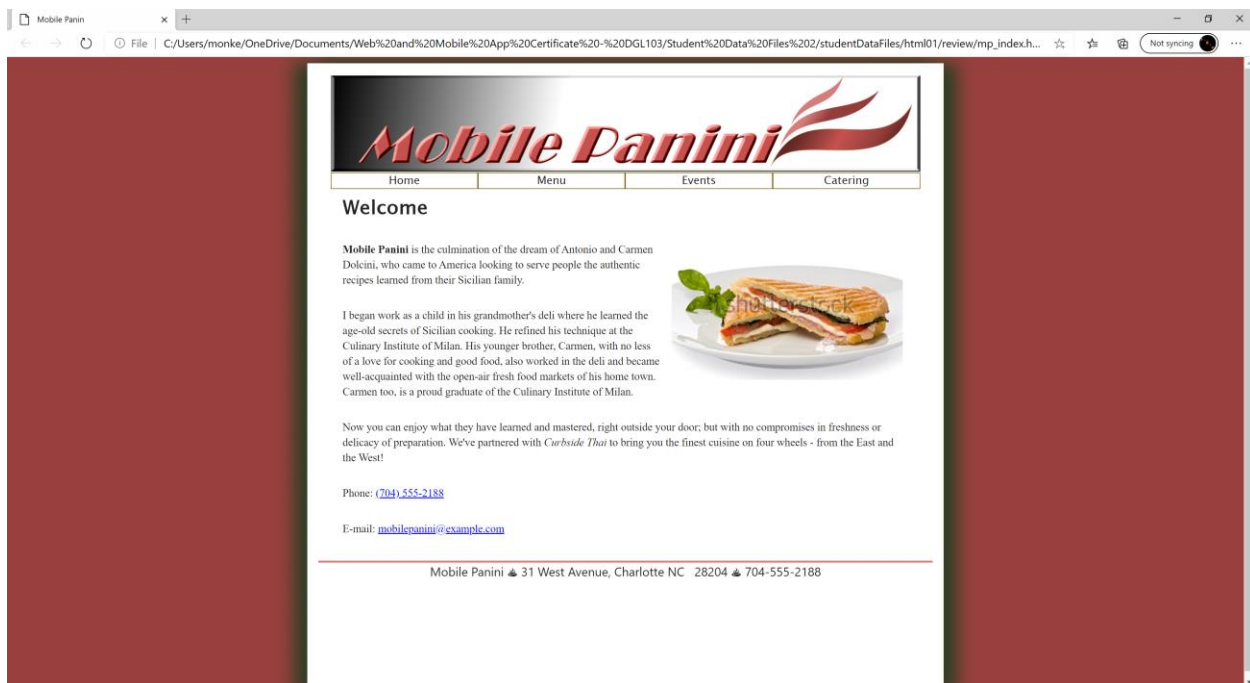 Mobile Panin
File C:/Users/monke/OneDrive/Documents/Web%20and%20Mobile%20App%20Certificate%20-%20DGL103/Student%20Data%20Files%202/studentDataFiles/html01/review/mp_index.h... Not syncing
Mobile Panini
Home Menu Events Catering
Welcome
Mobile Panini is the culmination of the dream of Antonio and Carmen
Dolcini, who came to America looking to serve people the authentic
recipes learned from their Sicilian family.
shutterstock
I began work as a child in his grandmother's deli where he learned the
age-old secrets of Sicilian cooking. He refined his technique at the
Culinary Institute of Milan. His younger brother, Carmen, with no less
of a love for cooking and good food, also worked in the deli and became
well-acquainted with the open-air fresh food markets of his home town.
Carmen too, is a proud graduate of the Culinary Institute of Milan.
Now you can enjoy what they have learned and mastered, right outside your door; but with no compromises in freshness or
delicacy of preparation. We've partnered with Curbside Thai to bring you the finest cuisine on four wheels - from the East and
the West!
Phone: (704) 555-2188
E-mail: mobilepanini@example.com
Mobile Panini ♨ 31 West Avenue, Charlotte NC 28204 ♨ 704-555-2188